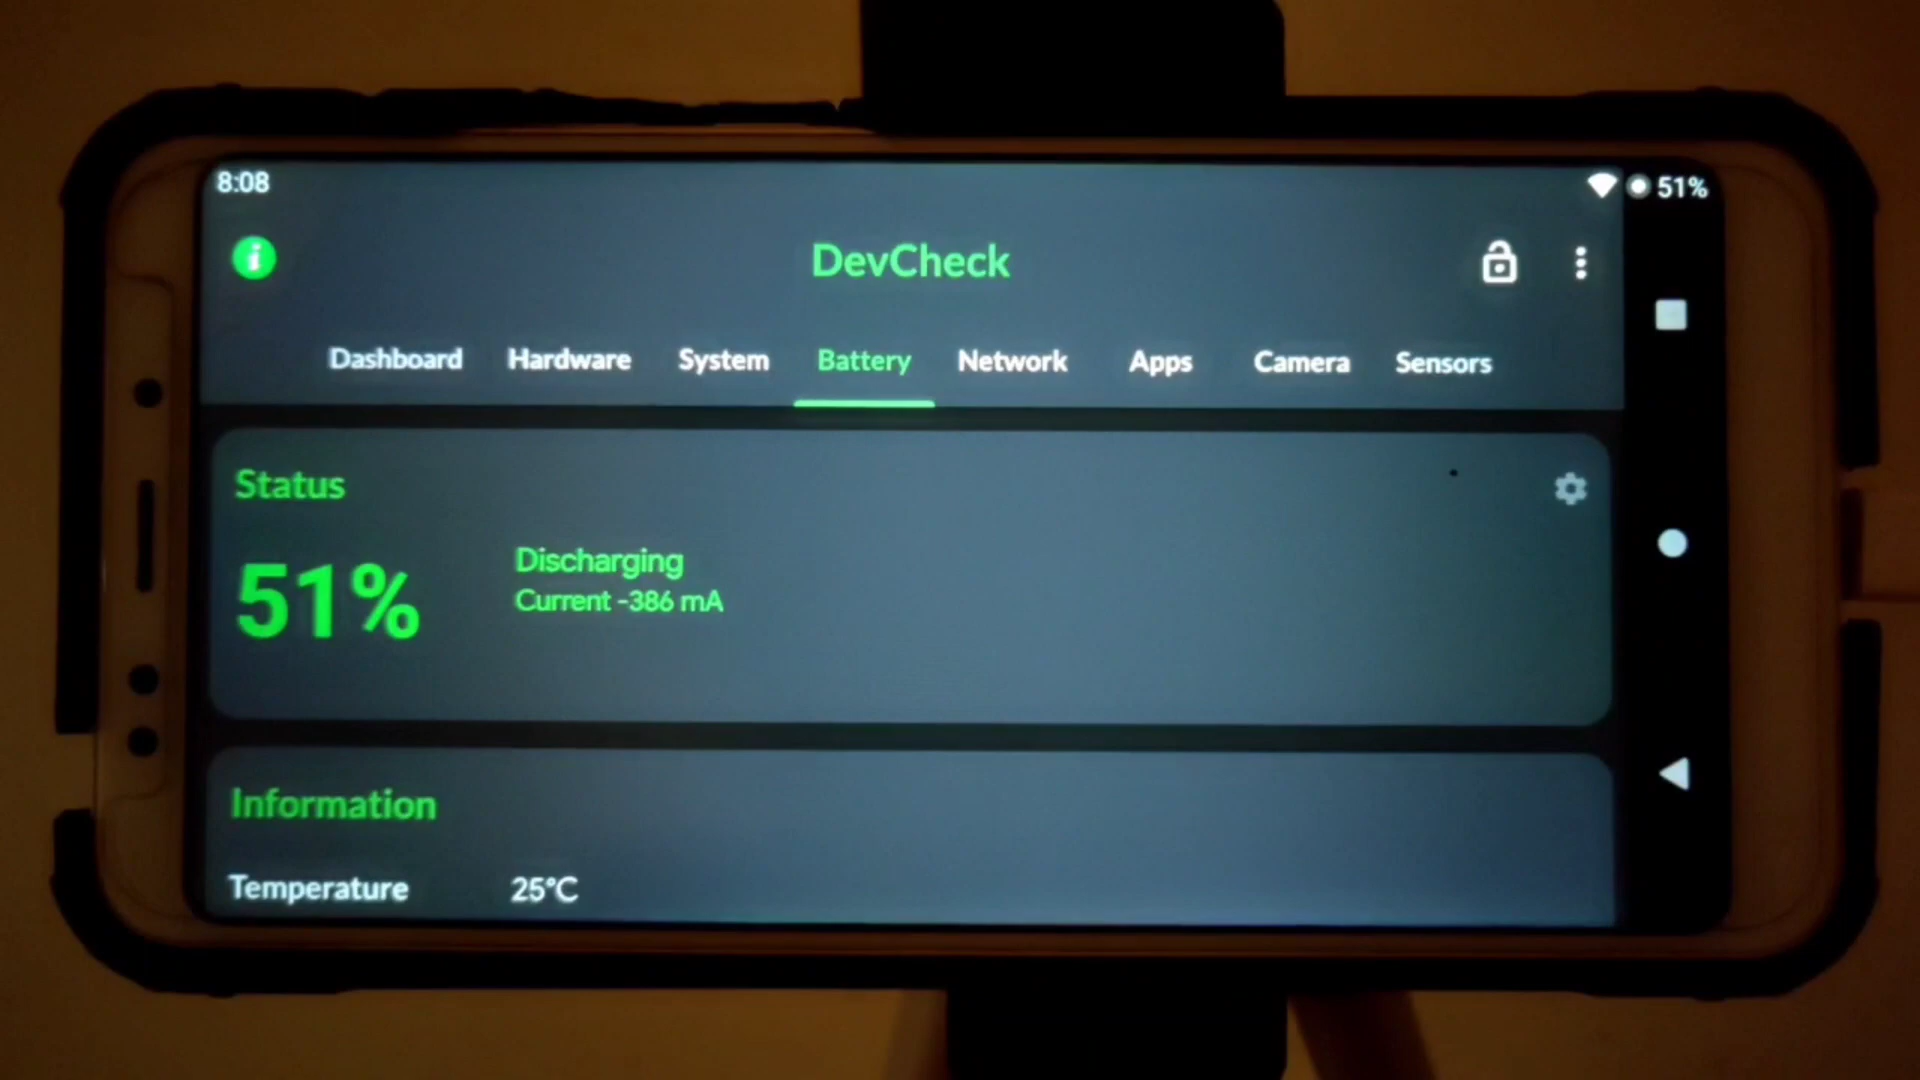 8:08
51%
DevCheck
Dashboard Hardware System Battery Network Apps Camera Sensors
Status
51%
Discharging
Current -386 mA
Information
Temperature 25°C